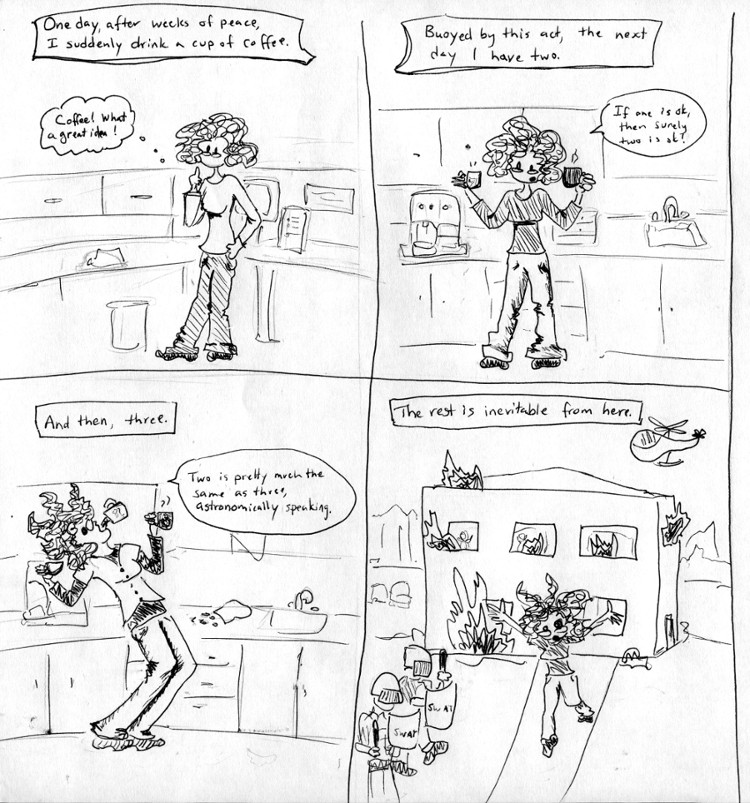 One day, after weeks of peace,
I suddenly drink a cup of coffee.
Coffee! What
a great idea!
Buoyed by this act, the next
day I have two.
If one is ok,
then surely
two is ok!
And then, three.
Two is pretty much the
same as three,
astronomically speaking.
The rest is inevitable from here.
SWAT
SWAT